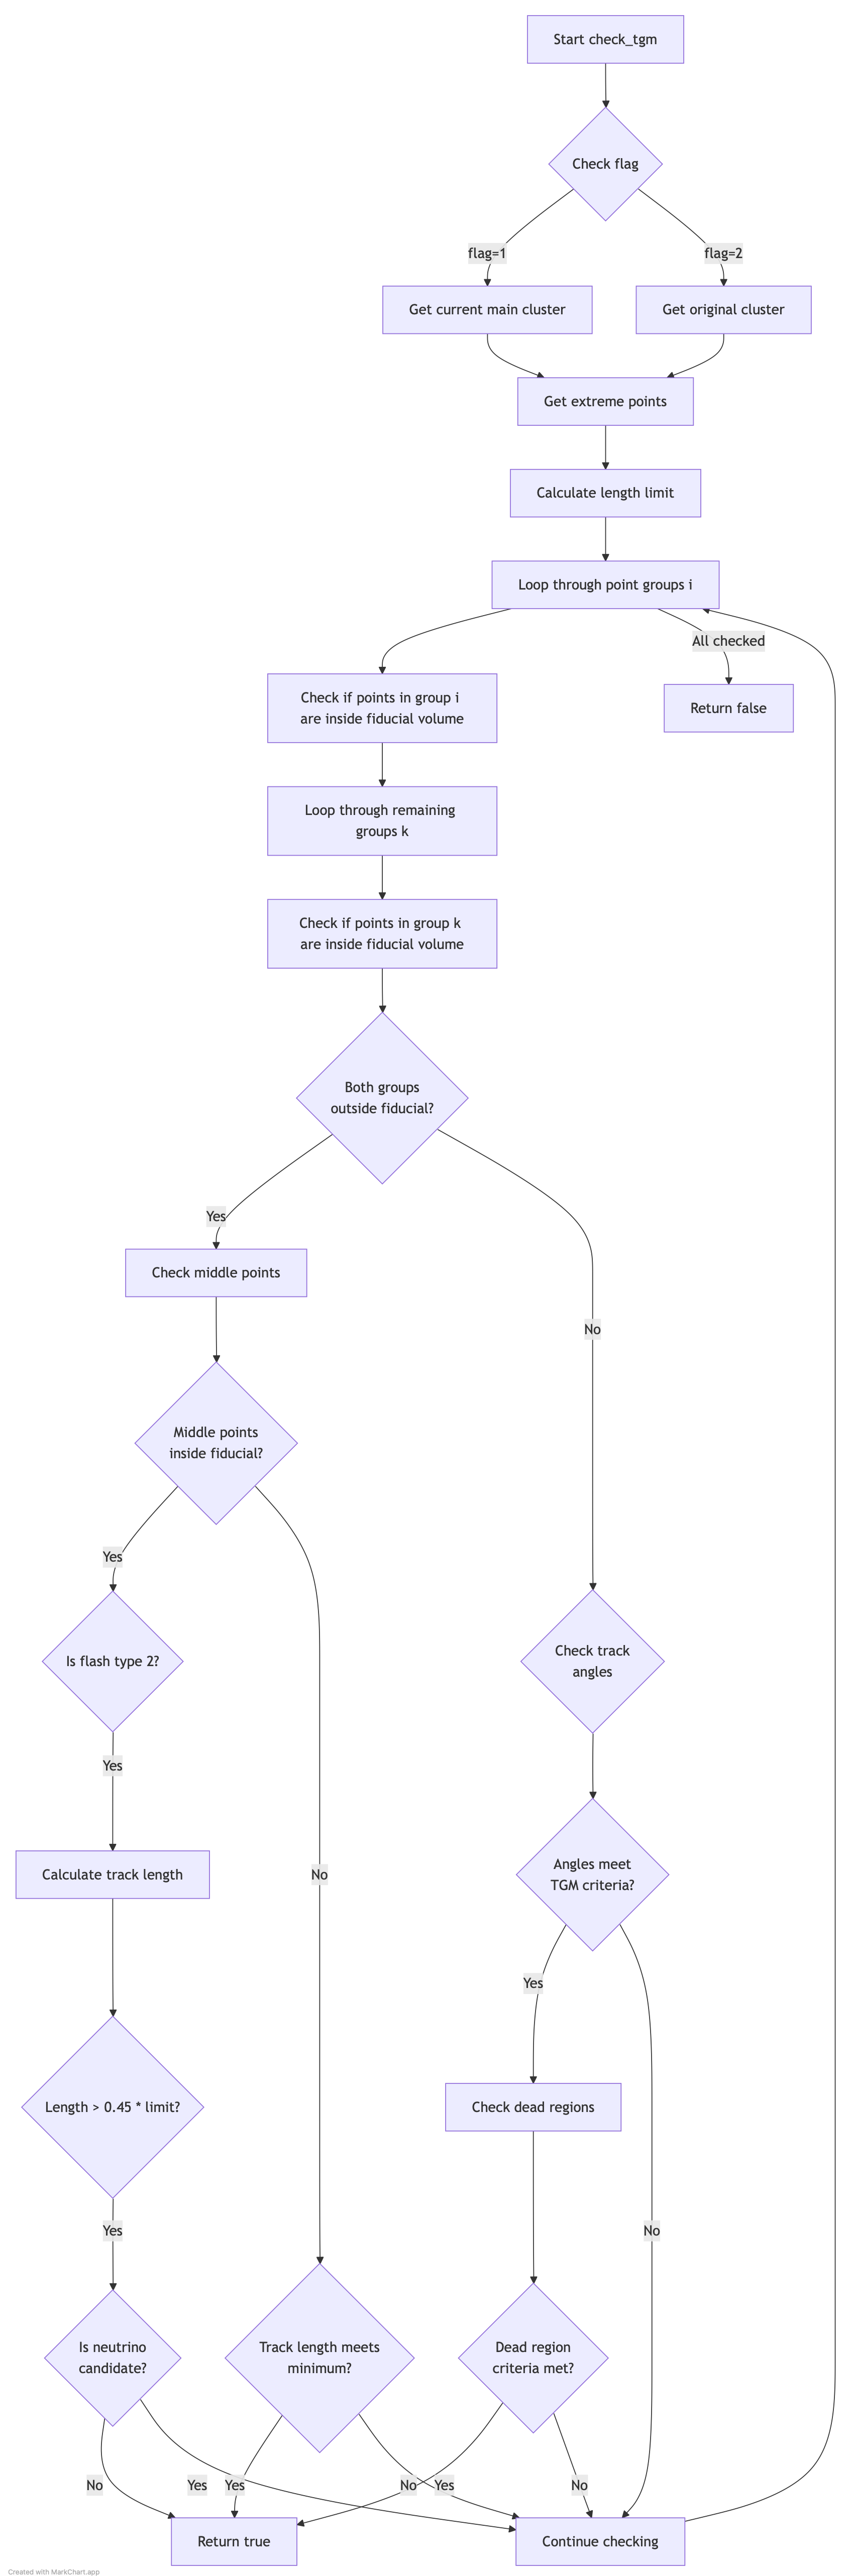 Start check_tgm
Check flag
flag=1
flag=2
Get current main cluster
Get original cluster
Get extreme points
Calculate length limit
Loop through point groups i
All checked
Check if points in group i
are inside fiducial volume
Return false
Loop through remaining
groups k
Check if points in group k
are inside fiducial volume
Both groups
outside fiducial?
Yes
Check middle points
No
Middle points
inside fiducial?
Yes
Is flash type 2?
Check track
angles
Yes
Calculate track length
No
Angles meet
TGM criteria?
Yes
Length > 0.45 * limit?
Check dead regions
Yes
No
Is neutrino
candidate?
Track length meets
minimum?
Dead region
criteria met?
No
Yes
Yes
No
Yes
No
Return true
Continue checking
Created with MarkChart.app